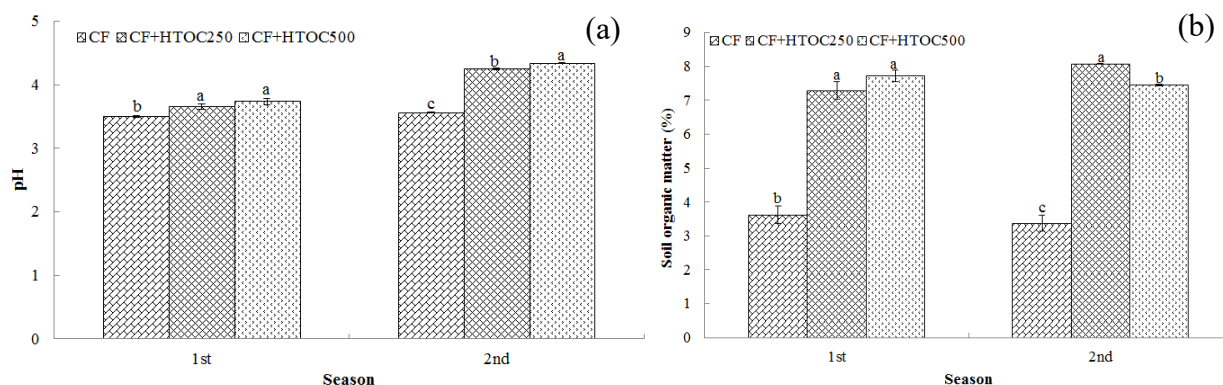 (a)
CF CF+HTOC250 CF+HTOC500
5
4
3
2
1
0
pH
b
a
a
c
b
a
1st
2nd
Season
(b)
CF CF+HTOC250 CF+HTOC500
9
8
7
6
5
4
3
2
1
0
Soil organic matter (%)
b
a
a
c
a
b
1st
2nd
Season